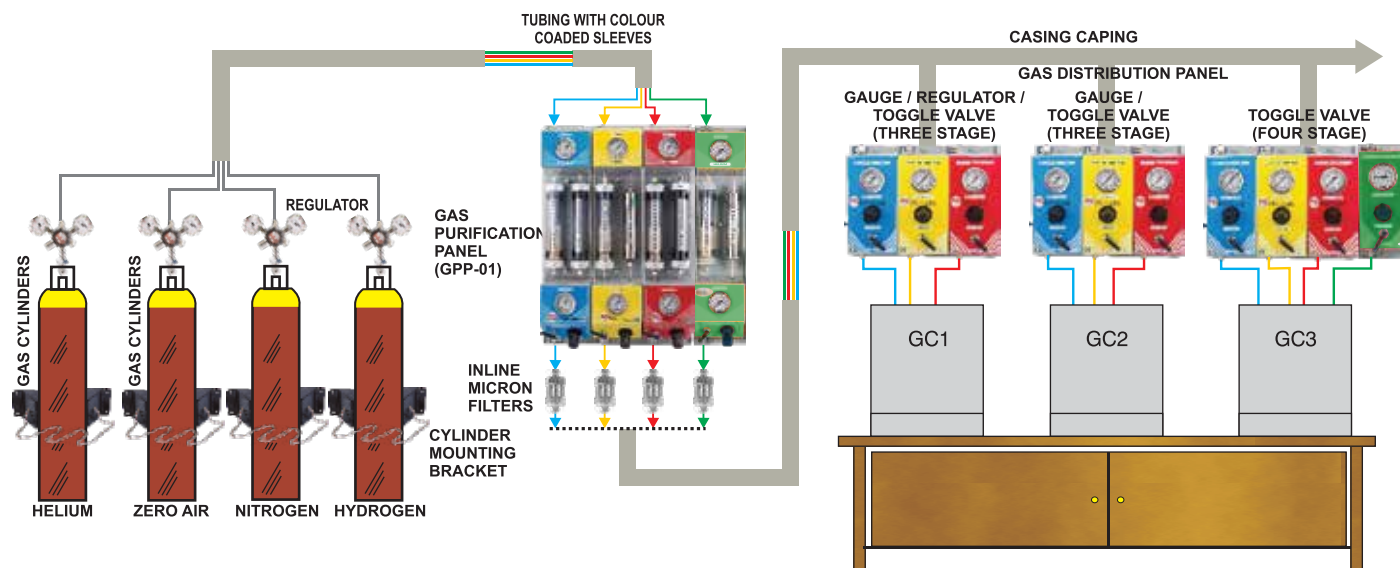 TUBING WITH COLOUR
COADED SLEEVES
CASING CAPING
GAS DISTRIBUTION PANEL
GAUGE / REGULATOR /
TOGGLE VALVE
(THREE STAGE)
GAUGE /
TOGGLE VALVE
(THREE STAGE)
TOGGLE VALVE
(FOUR STAGE)
REGULATOR
GAS
PURIFICATION
PANEL
(GPP-01)
GAS CYLINDERS
GAS CYLINDERS
GC1
GC2
GC3
INLINE
MICRON
FILTERS
CYLINDER
MOUNTING
BRACKET
HELIUM
ZERO AIR
NITROGEN
HYDROGEN